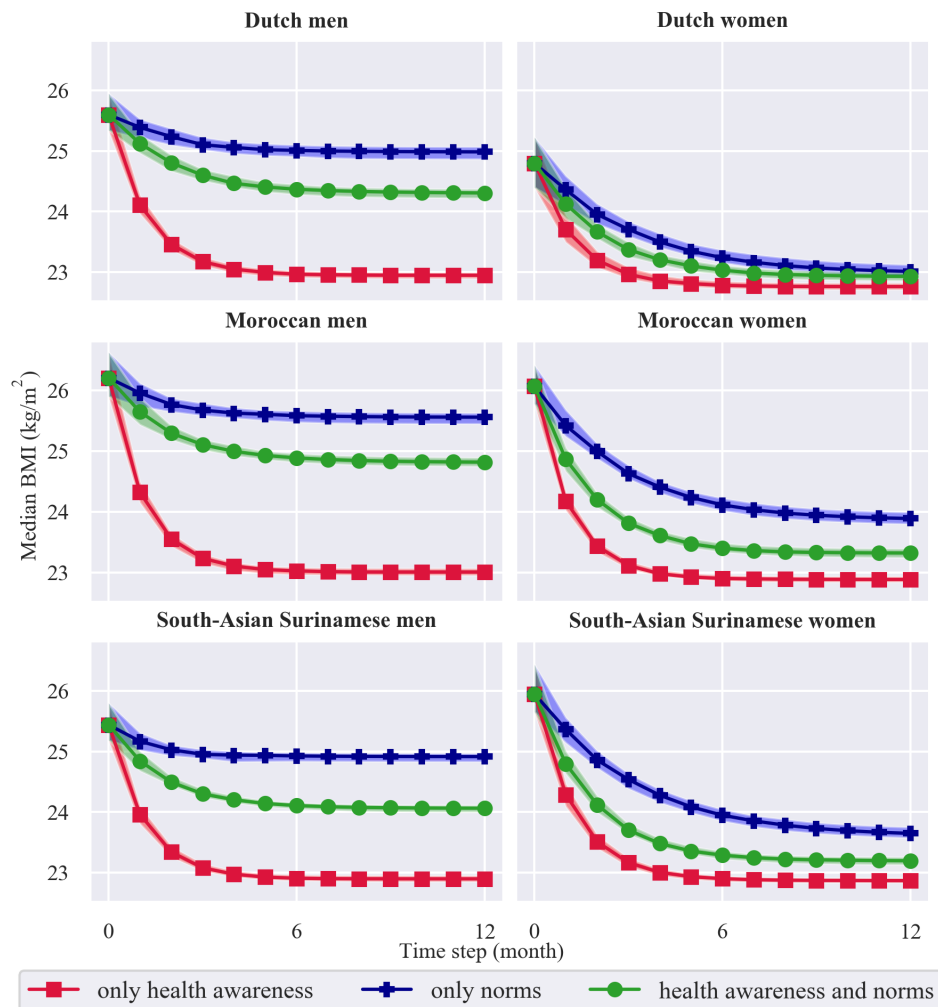 Dutch men
Dutch women
26
25
24
23
Moroccan men
Moroccan women
26
25
24
23
Median BMI (kg/m²)
South-Asian Surinamese men
South-Asian Surinamese women
26
25
24
23
0
6
12
0
6
12
Time step (month)
only health awareness
only norms
health awareness and norms